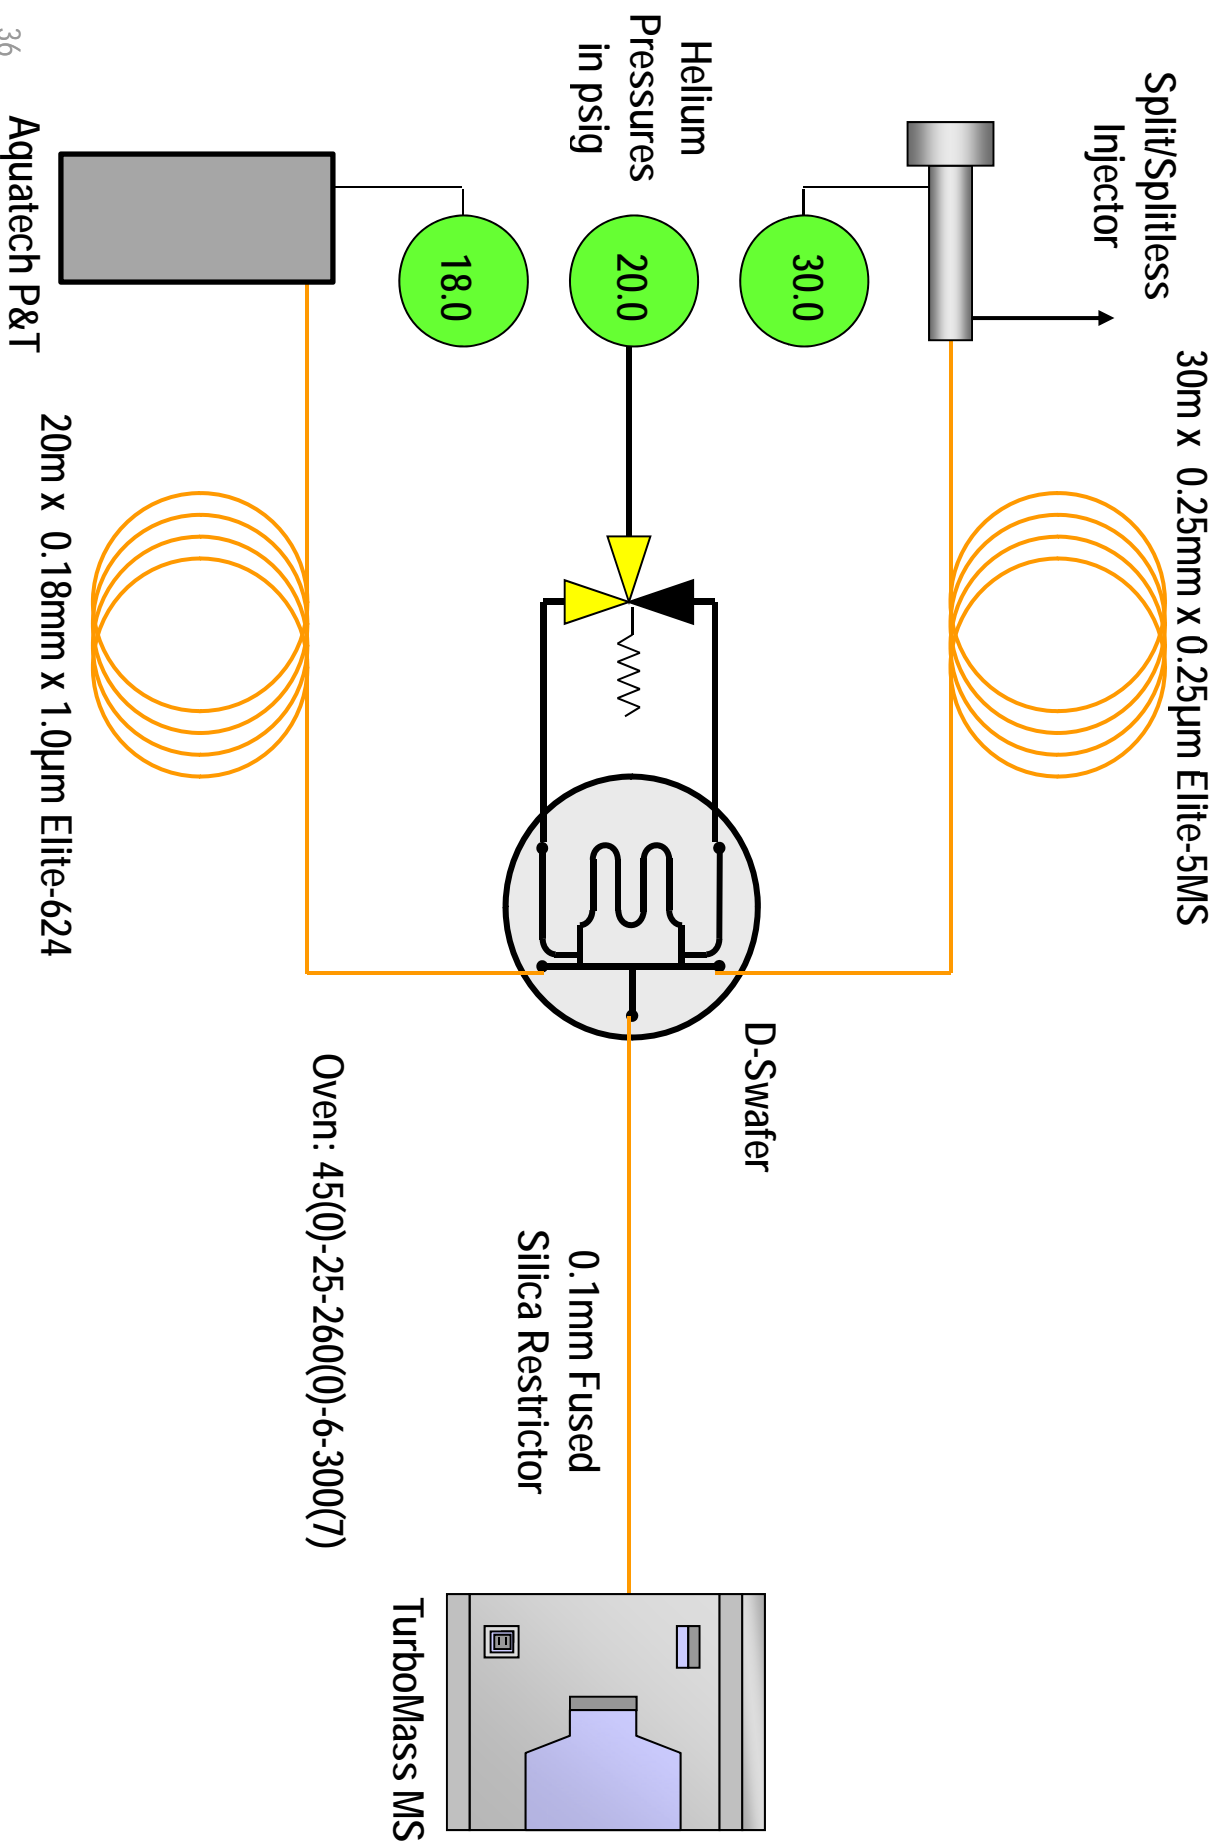 Split/Splitless
Injector
30m x 0.25mm x 0.25µm Elite-5MS
30.0
Helium
Pressures
in psig
20.0
18.0
D-Swafer
0.1mm Fused
Silica Restrictor
Oven: 45(0)-25-260(0)-6-300(7)
TurboMass MS
20m x 0.18mm x 1.0µm Elite-624
Aquatech P&T
36